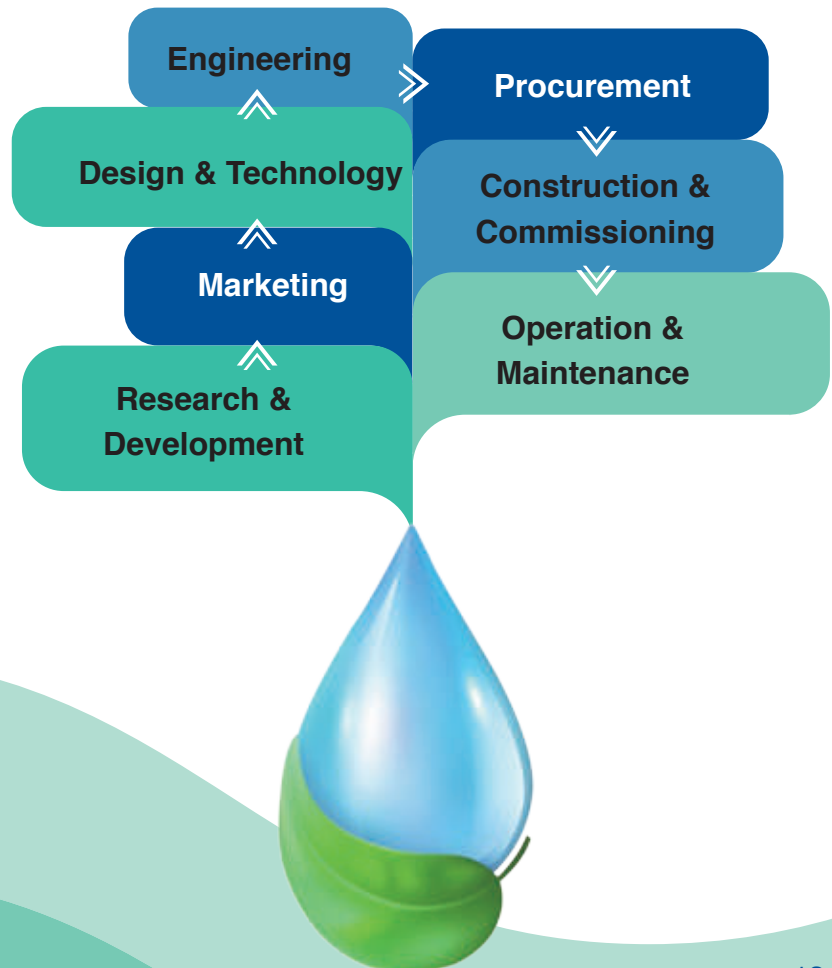 Engineering
Procurement
Design & Technology
Construction &
Commissioning
Marketing
Operation &
Maintenance
Research &
Development